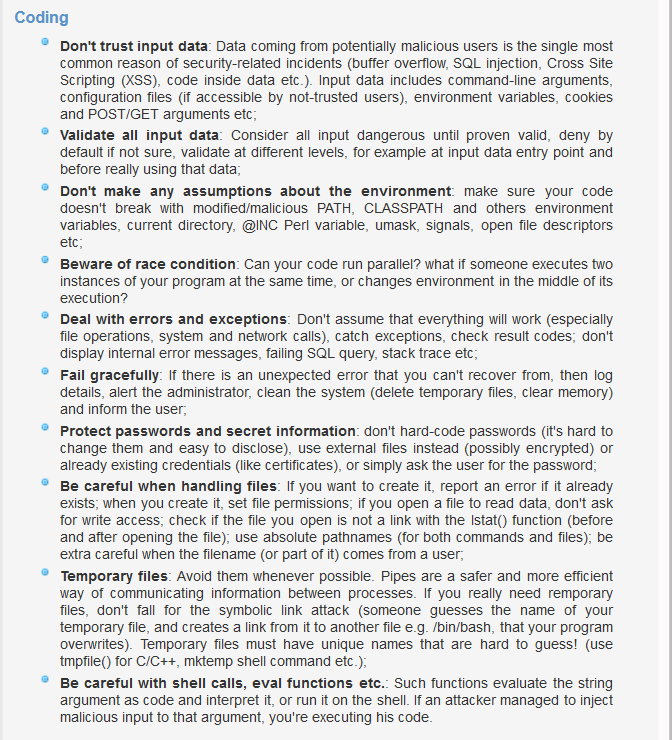 Coding
Don't trust input data: Data coming from potentially malicious users is the single most
common reason of security-related incidents (buffer overflow, SQL injection, Cross Site
Scripting (XSS), code inside data etc.). Input data includes command-line arguments,
configuration files (if accessible by not-trusted users), environment variables, cookies
and POST/GET arguments etc;
Validate all input data: Consider all input dangerous until proven valid, deny by
default if not sure, validate at different levels, for example at input data entry point and
before really using that data;
Don't make any assumptions about the environment: make sure your code
doesn't break with modified/malicious PATH, CLASSPATH and others environment
variables, current directory, @INC Perl variable, umask, signals, open file descriptors
etc;
Beware of race condition: Can your code run parallel? what if someone executes two
instances of your program at the same time, or changes environment in the middle of its
execution?
Deal with errors and exceptions: Don't assume that everything will work (especially
file operations, system and network calls), catch exceptions, check result codes; don't
display internal error messages, failing SQL query, stack trace etc;
Fail gracefully: If there is an unexpected error that you can't recover from, then log
details, alert the administrator, clean the system (delete temporary files, clear memory)
and inform the user;
Protect passwords and secret information: don't hard-code passwords (it's hard to
change them and easy to disclose), use external files instead (possibly encrypted) or
already existing credentials (like certificates), or simply ask the user for the password;
Be careful when handling files: If you want to create it, report an error if it already
exists; when you create it, set file permissions; if you open a file to read data, don't ask
for write access; check if the file you open is not a link with the lstat() function (before
and after opening the file); use absolute pathnames (for both commands and files); be
extra careful when the filename (or part of it) comes from a user;
Temporary files: Avoid them whenever possible. Pipes are a safer and more efficient
way of communicating information between processes. If you really need remporary
files, don't fall for the symbolic link attack (someone guesses the name of your
temporary file, and creates a link from it to another file e.g. /bin/bash, that your program
overwrites). Temporary files must have unique names that are hard to guess! (use
tmpfile() for C/C++, mktemp shell command etc.);
Be careful with shell calls, eval functions etc.: Such functions evaluate the string
argument as code and interpret it, or run it on the shell. If an attacker managed to inject
malicious input to that argument, you're executing his code.